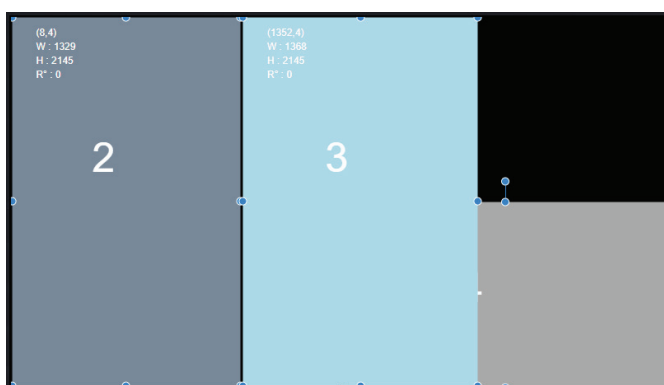 (8,4)
W : 1329
H : 2145
R° : 0
2
(1352,4)
W : 1368
H : 2145
R° : 0
3